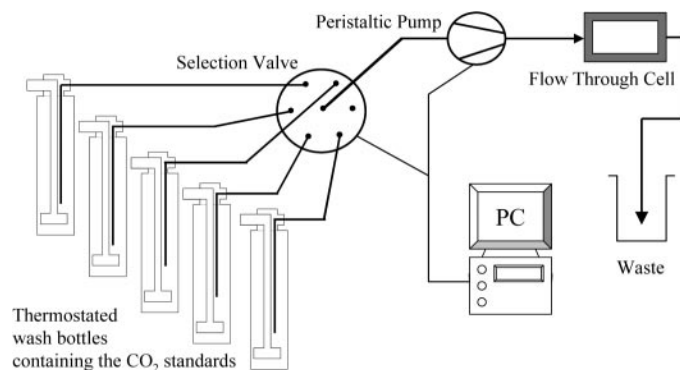 Peristaltic Pump
Selection Valve
Flow Through Cell
PC
Waste
Thermostated
wash bottles
containing the CO₂ standards